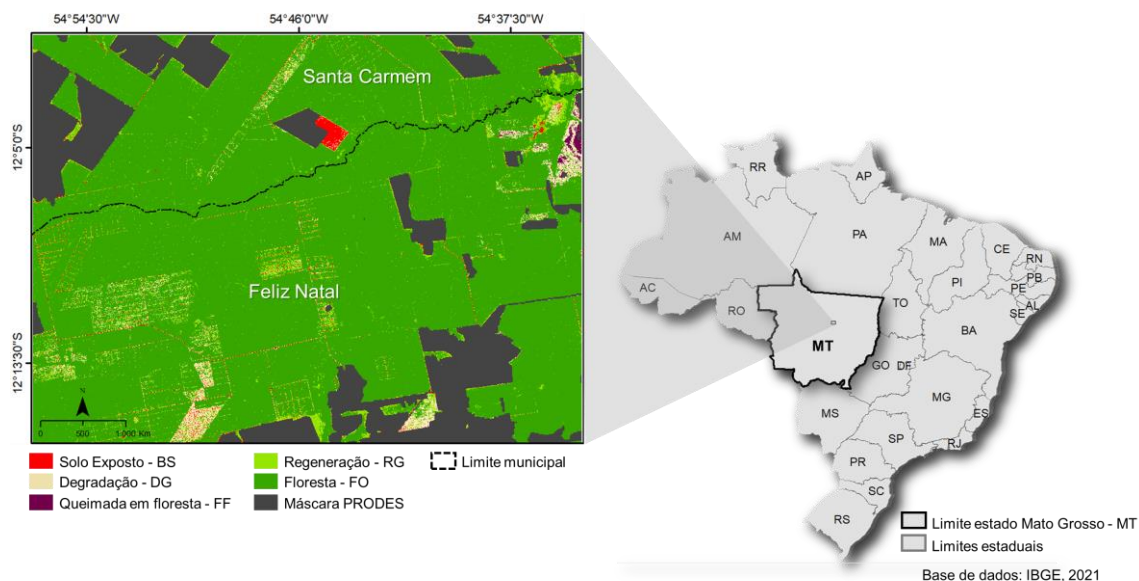 54°54'30"W
54°46'0"W
54°37'30"W
12°5'0"S
12°13'30"S
Santa Carmem
Feliz Natal
N
0 500 1.000 Km
Solo Exposto - BS
Degradação - DG
Queimada em floresta - FF
Regeneração - RG
Floresta - FO
Máscara PRODES
Limite municipal
RR
AP
AM
PA
MA
CE
RN
PB
PE
AL
SE
PI
AC
RO
TO
BA
MT
GO
DF
MG
ES
MS
SP
RJ
PR
SC
RS
Limite estado Mato Grosso - MT
Limites estaduais
Base de dados: IBGE, 2021